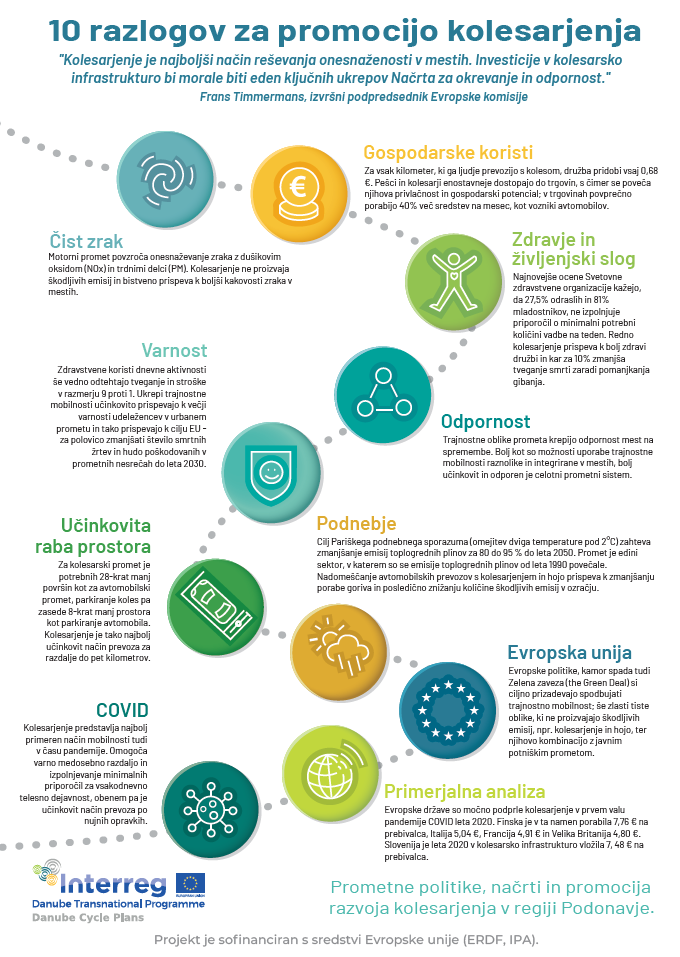 10 razlogov za promocijo kolesarjenja
"Kolesarjenje je najboljši način reševanja onesnaženosti v mestih. Investicije v kolesarsko
infrastrukturo bi morale biti eden ključnih ukrepov Načrta za okrevanje in odpornost."
Frans Timmermans, izvršni podpredsednik Evropske komisije
Gospodarske koristi
Za vsak kilometer, ki ga ljudje prevozijo s kolesom, družba pridobi vsaj 0,68
€. Pešci in kolesarji enostavneje dostopajo do trgovin, s čimer se poveča
njihova privlačnost in gospodarski potencial; v trgovinah povprečno
porabijo 40% več sredstev na mesec, kot vozniki avtomobilov.
€
Čist zrak
Motorni promet povzroča onesnaževanje zraka z dušikovim
oksidom (NOx) in trdnimi delci (PM). Kolesarjenje ne proizvaja
škodljivih emisij in bistveno prispeva k boljši kakovosti zraka v
mestih.
Zdravje in
življenjski slog
Najnovejše ocene Svetovne
zdravstvene organizacije kažejo,
da 27,5% odraslih in 81%
mladostnikov, ne izpolnjuje
priporočil o minimalni potrebni
količini vadbe na teden. Redno
kolesarjenje prispeva k bolj zdravi
družbi in kar za 10% zmanjša
tveganje smrti zaradi pomanjkanja
gibanja.
Varnost
Zdravstvene koristi dnevne aktivnosti
še vedno odtehtajo tveganje in stroške
v razmerju 9 proti 1. Ukrepi trajnostne
mobilnosti učinkovito prispevajo k večji
varnosti udeležencev v urbanem
prometu in tako prispevajo k cilju EU -
za polovico zmanjšati število smrtnih
žrtev in hudo poškodovanih v
prometnih nesrečah do leta 2030.
Odpornost
Trajnostne oblike prometa krepijo odpornost mest na
spremembe. Bolj kot so možnosti uporabe trajnostne
mobilnosti raznolike in integrirane v mestih, bolj
učinkovit in odporen je celotni prometni sistem.
Učinkovita
raba prostora
Za kolesarski promet je
potrebnih 28-krat manj
površin kot za avtomobilski
promet, parkiranje koles pa
zasede 8-krat manj prostora
kot parkiranje avtomobila.
Kolesarjenje je tako najbolj
učinkovit način prevoza za
razdalje do pet kilometrov.
Podnebje
Cilj Pariškega podnebnega sporazuma (omejitev dviga temperature pod 2°C) zahteva
zmanjšanje emisij toplogrednih plinov za 80 do 95 % do leta 2050. Promet je edini
sektor, v katerem so se emisije toplogrednih plinov od leta 1990 povečale.
Nadomeščanje avtomobilskih prevozov s kolesarjenjem in hojo prispeva k zmanjšanju
porabe goriva in posledično znižanju količine škodljivih emisij v ozračju.
Evropska unija
Evropske politike, kamor spada tudi
Zelena zaveza (the Green Deal) si
ciljno prizadevajo spodbujati
trajnostno mobilnost; še zlasti tiste
oblike, ki ne proizvajajo škodljivih
emisij, npr. kolesarjenje in hojo, ter
njihovo kombinacijo z javnim
potniškim prometom.
COVID
Kolesarjenje predstavlja najbolj
primeren način mobilnosti tudi
v času pandemije. Omogoča
varno medosebno razdaljo in
izpolnjevanje minimalnih
priporočil za vsakodnevno
telesno dejavnost, obenem pa je
učinkovit način prevoza po
nujnih opravkih.
Primerjalna analiza
Evropske države so močno podprle kolesarjenje v prvem valu
pandemije COVID leta 2020. Finska je v ta namen porabila 7,76 € na
prebivalca, Italija 5,04 €, Francija 4,91 € in Velika Britanija 4,80 €.
Slovenija je leta 2020 v kolesarsko infrastrukturo vložila 7, 48 € na
prebivalca.
Interreg
EUROPEAN UNION
Danube Transnational Programme
Danube Cycle Plans
Prometne politike, načrti in promocija
razvoja kolesarjenja v regiji Podonavje.
Projekt je sofinanciran s sredstvi Evropske unije (ERDF, IPA).